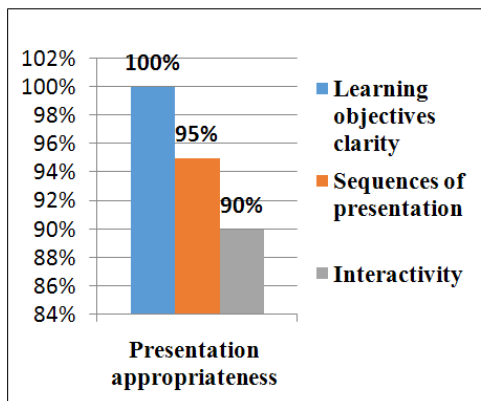 102%
100%
98%
96%
94%
92%
90%
88%
86%
84%
100%
95%
90%
Presentation
appropriateness
Learning
objectives
clarity
Sequences of
presentation
Interactivity